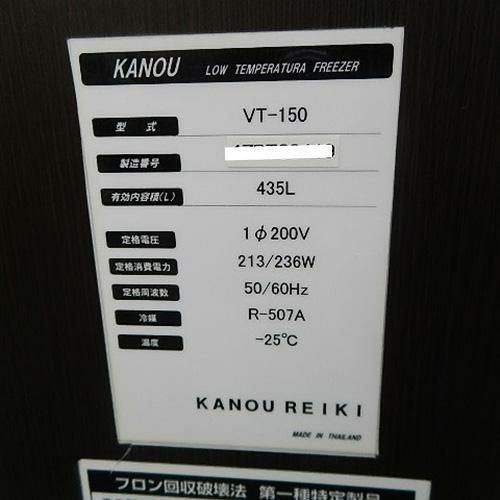 KANOU LOW TEMPERATURA FREEZER
型式 VT-150
製造番号
有効内容積(L) 435L
定格電圧 1φ200V
定格消費電力 213/236W
定格周波数 50/60Hz
冷媒 R-507A
温度 -25℃
KANOU REIKI
MADE IN THAILAND
フロン回収破壊法 第一種特定製品